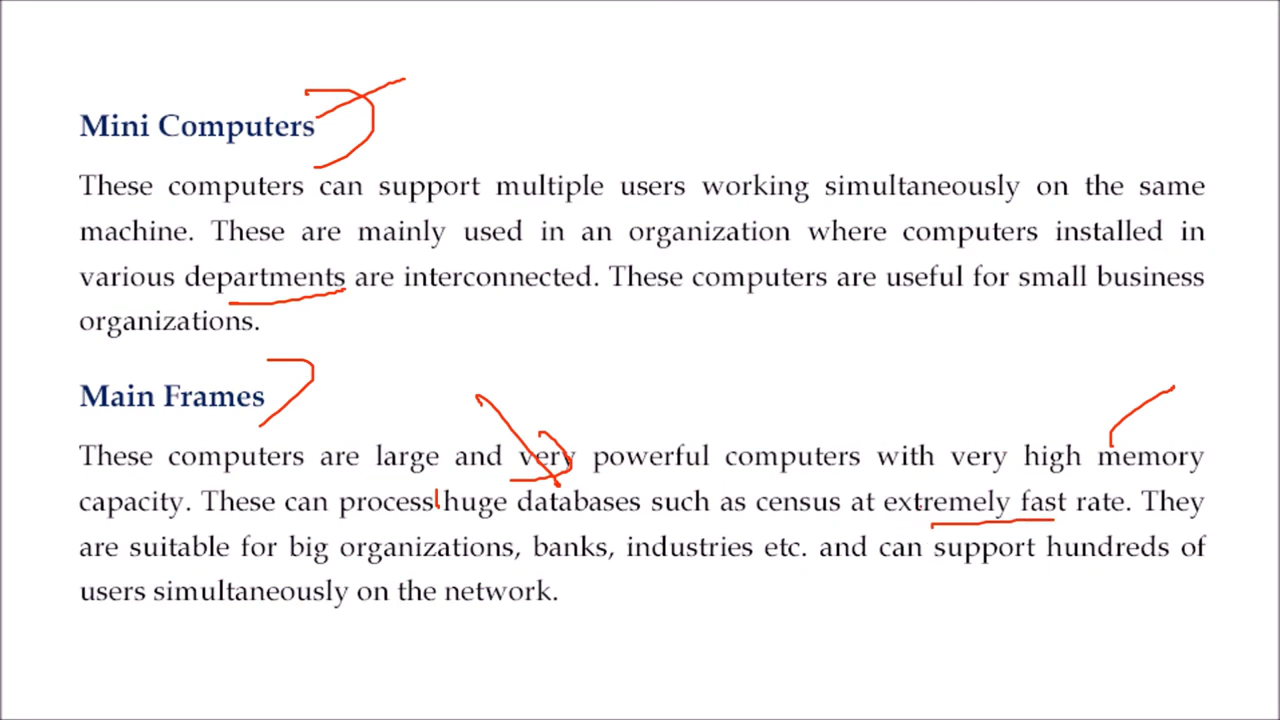 Mini Computers
These computers can support multiple users working simultaneously on the same
machine. These are mainly used in an organization where computers installed in
various departments are interconnected. These computers are useful for small business
organizations.
Main Frames
These computers are large and very powerful computers with very high memory
capacity. These can process huge databases such as census at extremely fast rate. They
are suitable for big organizations, banks, industries etc. and can support hundreds of
users simultaneously on the network.